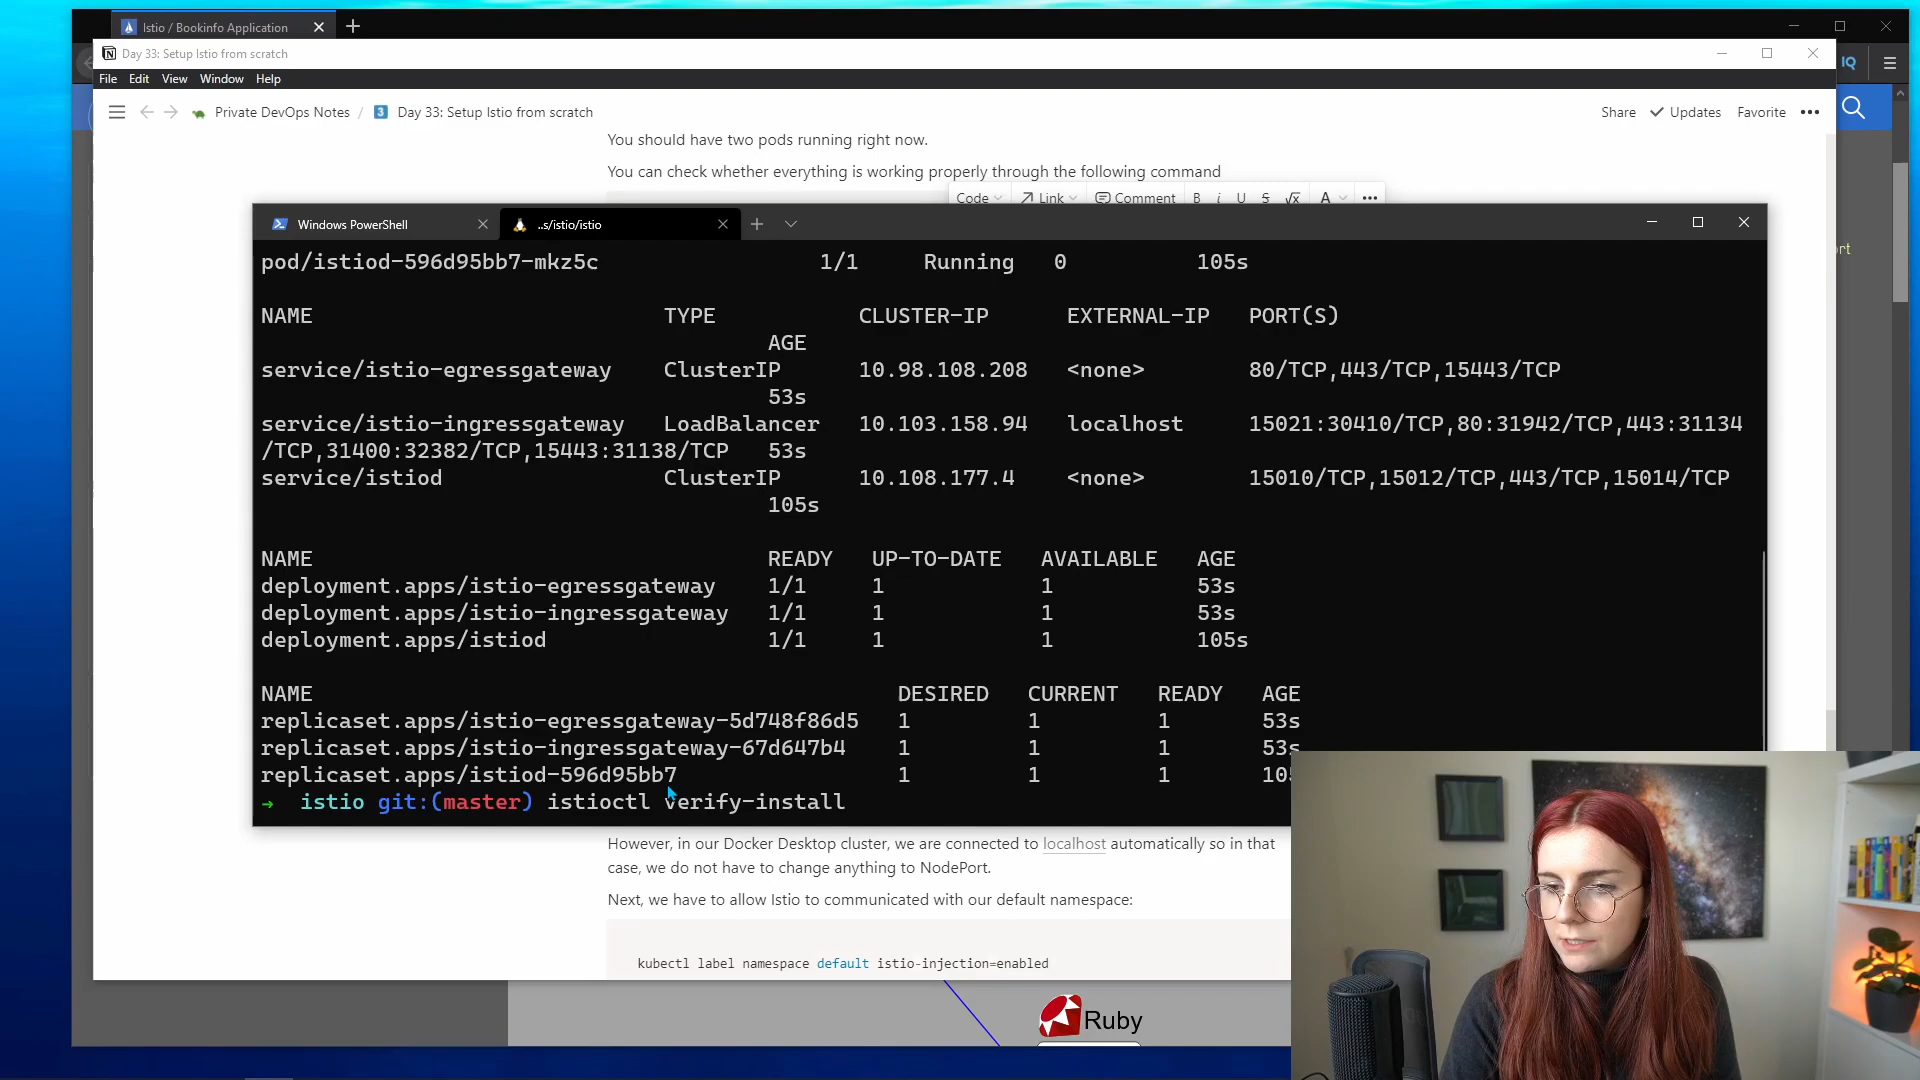 Istio / Bookinfo Application
Day 33: Setup Istio from scratch
IQ
File Edit View Window Help
Private DevOps Notes / 3 Day 33: Setup Istio from scratch
Share Updates Favorite
You should have two pods running right now.
You can check whether everything is working properly through the following command
Code Link Comment B i U S √x A
Windows PowerShell ..s/istio/istio
pod/istiod-596d95bb7-mkz5c 1/1 Running 0 105s
NAME TYPE CLUSTER-IP EXTERNAL-IP PORT(S)
AGE
service/istio-egressgateway ClusterIP 10.98.108.208 <none> 80/TCP,443/TCP,15443/TCP
53s
service/istio-ingressgateway LoadBalancer 10.103.158.94 localhost 15021:30410/TCP,80:31942/TCP,443:31134
/TCP,31400:32382/TCP,15443:31138/TCP 53s
service/istiod ClusterIP 10.108.177.4 <none> 15010/TCP,15012/TCP,443/TCP,15014/TCP
105s
NAME READY UP-TO-DATE AVAILABLE AGE
deployment.apps/istio-egressgateway 1/1 1 1 53s
deployment.apps/istio-ingressgateway 1/1 1 1 53s
deployment.apps/istiod 1/1 1 1 105s
NAME DESIRED CURRENT READY AGE
replicaset.apps/istio-egressgateway-5d748f86d5 1 1 1 53s
replicaset.apps/istio-ingressgateway-67d647b4 1 1 1 53s
replicaset.apps/istiod-596d95bb7 1 1 1 10
→ istio git:(master) istioctl verify-install
However, in our Docker Desktop cluster, we are connected to localhost automatically so in that
case, we do not have to change anything to NodePort.
Next, we have to allow Istio to communicated with our default namespace:
kubectl label namespace default istio-injection=enabled
Ruby